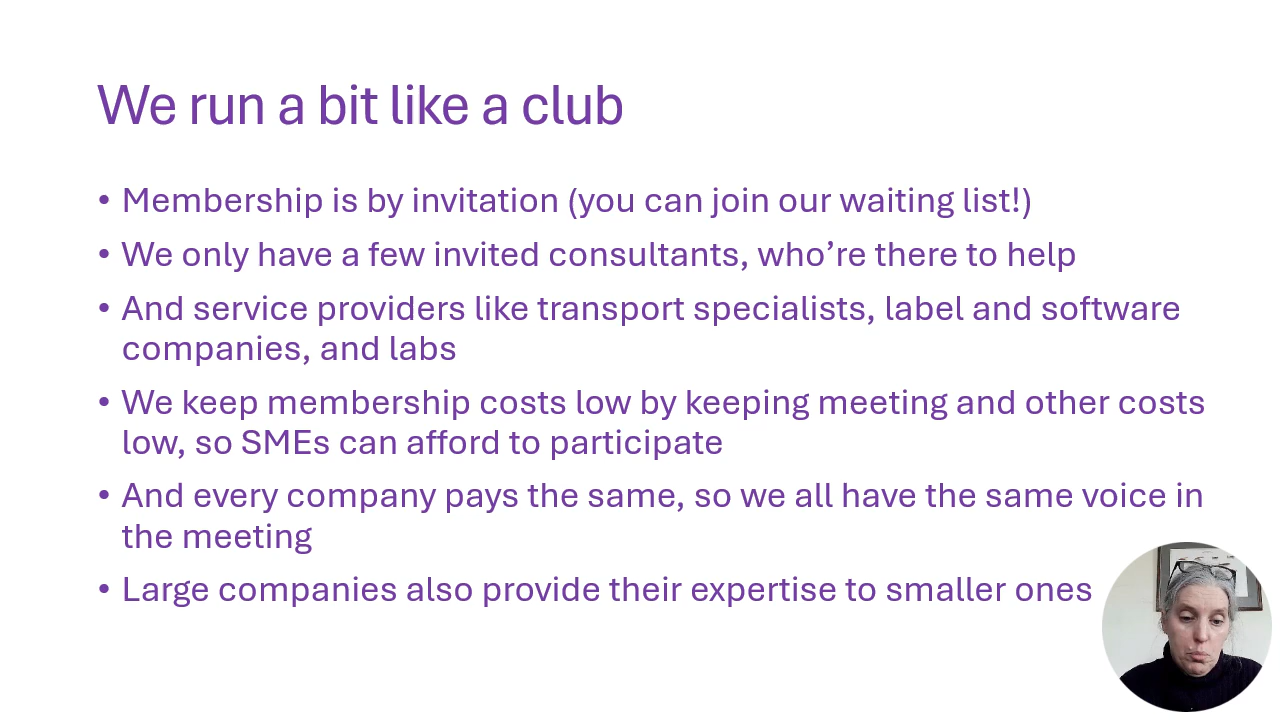 We run a bit like a club
• Membership is by invitation (you can join our waiting list!)
• We only have a few invited consultants, who’re there to help
• And service providers like transport specialists, label and software
companies, and labs
• We keep membership costs low by keeping meeting and other costs
low, so SMEs can afford to participate
• And every company pays the same, so we all have the same voice in
the meeting
• Large companies also provide their expertise to smaller ones